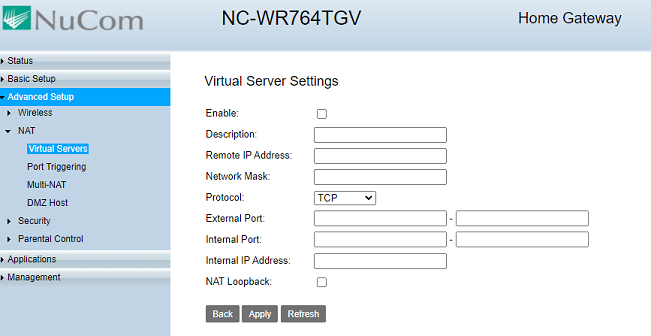 NuCom
NC-WR764TGV
Home Gateway
Status
Basic Setup
Advanced Setup
Wireless
NAT
Virtual Servers
Port Triggering
Multi-NAT
DMZ Host
Security
Parental Control
Applications
Management
Virtual Server Settings
Enable:
Description:
Remote IP Address:
Network Mask:
Protocol: TCP
External Port: -
Internal Port: -
Internal IP Address:
NAT Loopback:
Back Apply Refresh